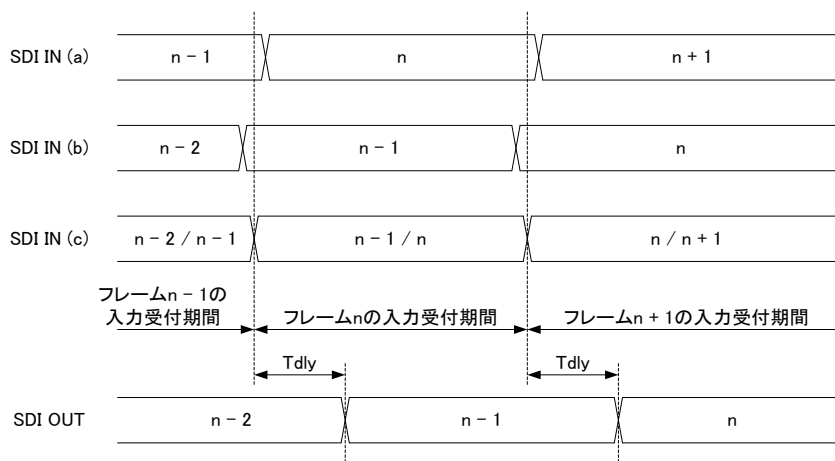 SDI IN (a)
n − 1
n
n + 1
SDI IN (b)
n − 2
n − 1
n
SDI IN (c)
n − 2 / n − 1
n − 1 / n
n / n + 1
フレームn − 1の
入力受付期間
フレームnの入力受付期間
フレームn + 1の入力受付期間
Tdly
Tdly
SDI OUT
n − 2
n − 1
n